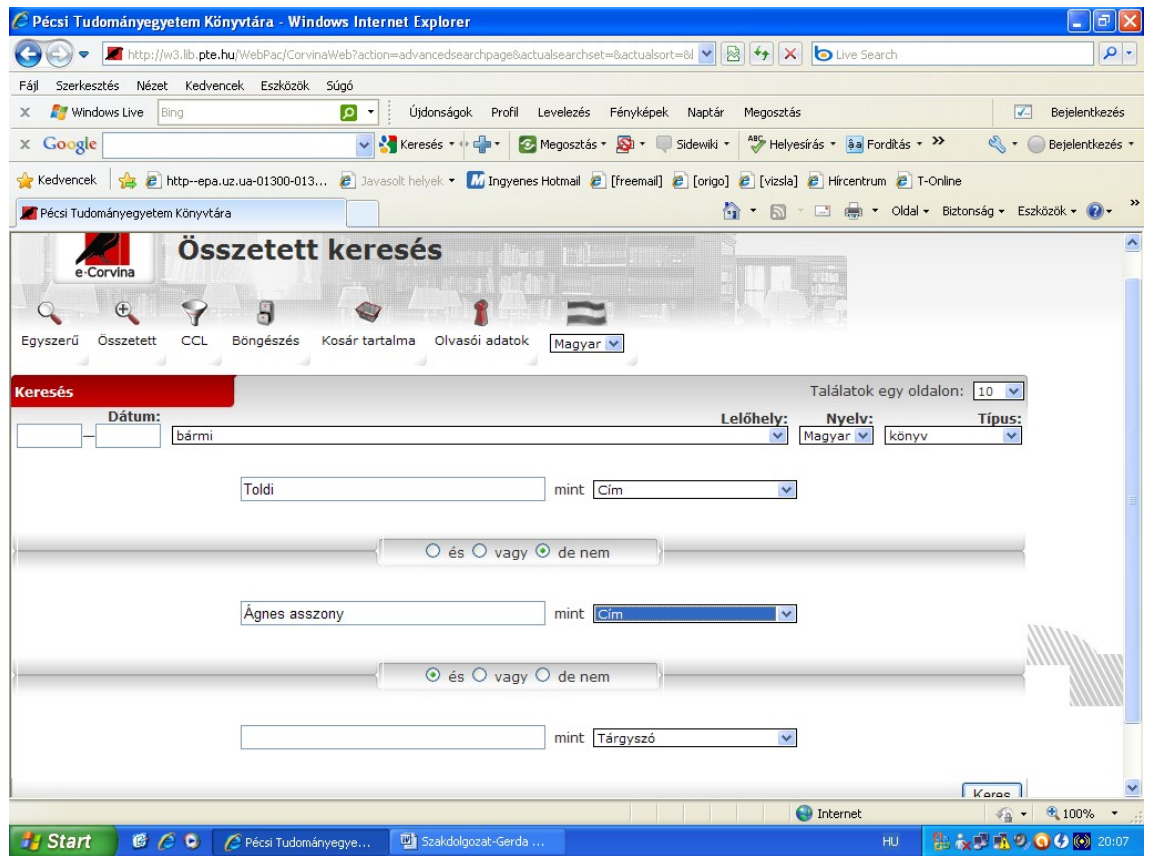 Pécsi Tudományegyetem Könyvtára - Windows Internet Explorer
http://w3.lib.pte.hu/WebPac/CorvinaWeb?action=advancedsearchpage&actualsearchset=&actualsort=& Live Search
Fájl Szerkesztés Nézet Kedvencek Eszközök Súgó
x Windows Live Bing Újdonságok Profil Levelezés Fényképek Naptár Megosztás Bejelentkezés
x Google Keresés Megosztás Sidewiki ABC Helyesírás âa Fordítás » Bejelentkezés
Kedvencek http--epa.uz.ua-01300-013... Javasolt helyek Ingyenes Hotmail [freemail] [origo] [vizsla] Hírcentrum T-Online
Pécsi Tudományegyetem Könyvtára Oldal Biztonság Eszközök »
Összetett keresés
e-Corvina
Egyszerű Összetett CCL Böngészés Kosár tartalma Olvasói adatok Magyar
Keresés Találatok egy oldalon: 10
Dátum: Lelőhely: Nyelv: Típus:
— bármi Magyar könyv
Toldi mint Cím
és vagy de nem
Ágnes asszony mint Cím
és vagy de nem
mint Tárgyszó
Keres
Internet 100%
Start Pécsi Tudományegye... Szakdolgozat-Gerda ... HU 20:07